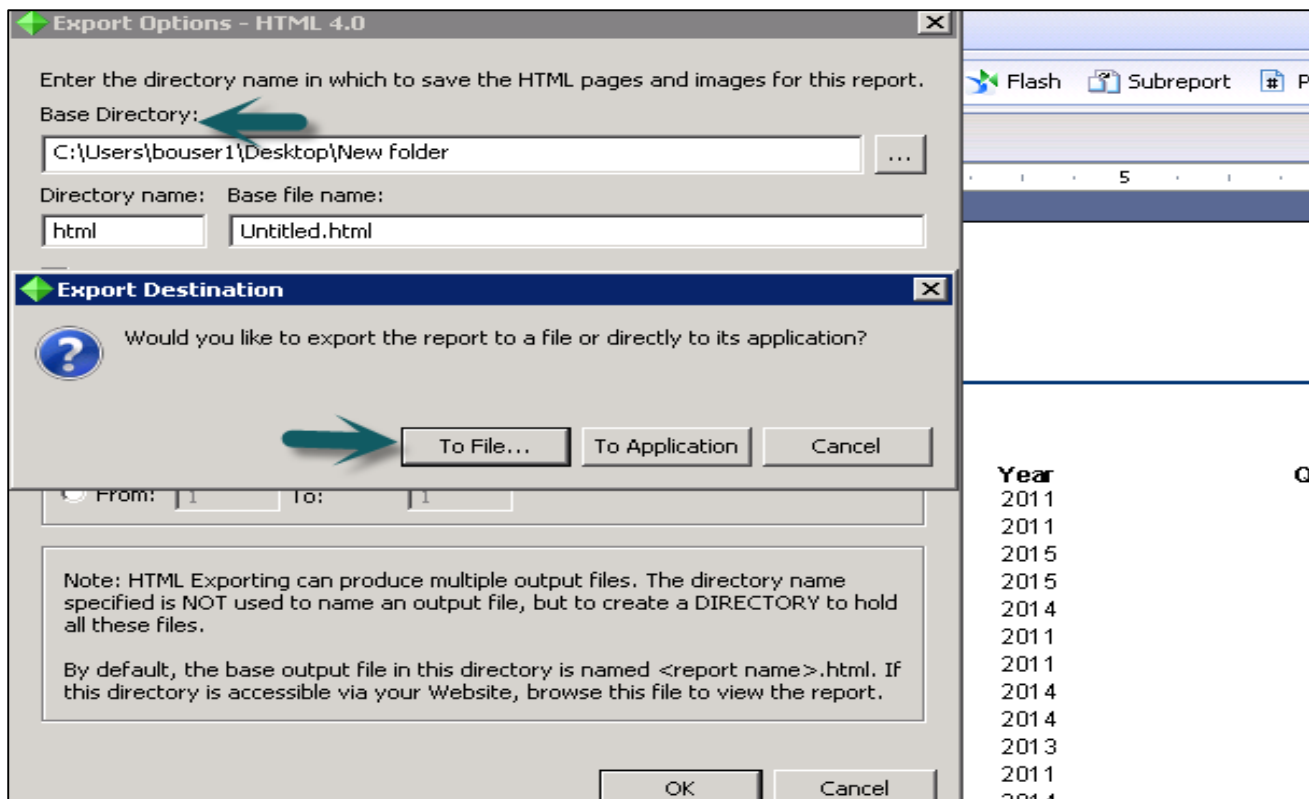 Export Options - HTML 4.0
Enter the directory name in which to save the HTML pages and images for this report.
Base Directory:
C:\Users\bouser1\Desktop\New folder
...
Directory name: Base file name:
html Untitled.html
Export Destination
Would you like to export the report to a file or directly to its application?
To File... To Application Cancel
From: 1 To: 1
Note: HTML Exporting can produce multiple output files. The directory name
specified is NOT used to name an output file, but to create a DIRECTORY to hold
all these files.
By default, the base output file in this directory is named <report name>.html. If
this directory is accessible via your Website, browse this file to view the report.
OK Cancel
Flash Subreport # P
5
Year Q
2011
2011
2015
2015
2014
2011
2011
2014
2014
2013
2011
2014